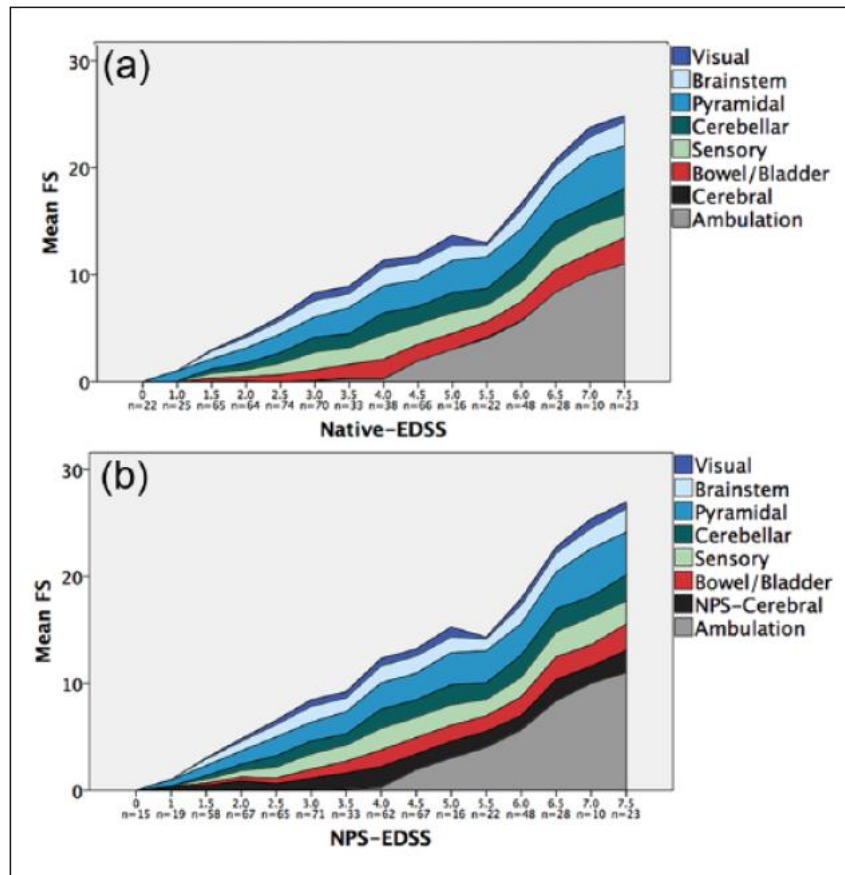 (a)
30
20
10
0
Mean FS
Visual
Brainstem
Pyramidal
Cerebellar
Sensory
Bowel/Bladder
Cerebral
Ambulation
0 1.0 1.5 2.0 2.5 3.0 3.5 4.0 4.5 5.0 5.5 6.0 6.5 7.0 7.5
n=22 n=25 n=65 n=64 n=74 n=70 n=33 n=38 n=66 n=16 n=22 n=48 n=28 n=10 n=23
Native-EDSS
(b)
30
20
10
0
Mean FS
Visual
Brainstem
Pyramidal
Cerebellar
Sensory
Bowel/Bladder
NPS-Cerebral
Ambulation
0 1 1.5 2.0 2.5 3.0 3.5 4.0 4.5 5.0 5.5 6.0 6.5 7.0 7.5
n=15 n=19 n=58 n=67 n=65 n=71 n=33 n=62 n=67 n=16 n=22 n=48 n=28 n=10 n=23
NPS-EDSS